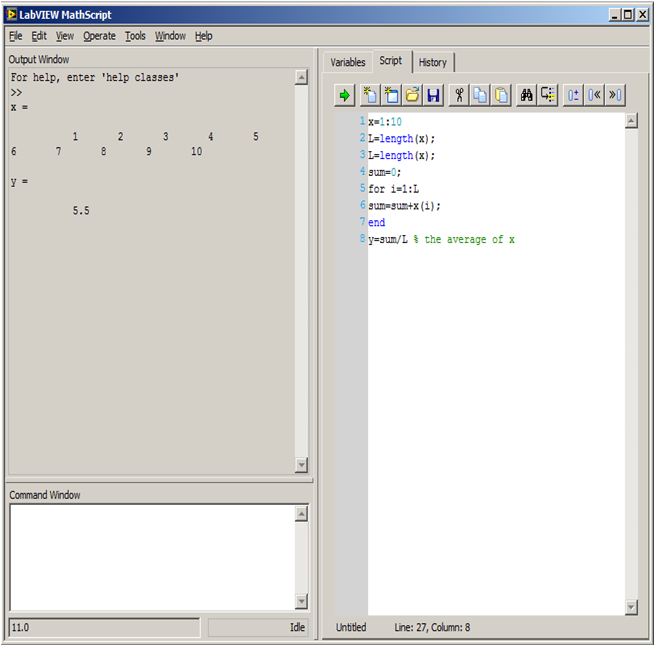 LabVIEW MathScript
File Edit View Operate Tools Window Help
Output Window
For help, enter 'help classes'
>>
x =
1 2 3 4 5
6 7 8 9 10
y =
5.5
Command Window
11.0 Idle
Variables Script History
1 x=1:10
2 L=length(x);
3 L=length(x);
4 sum=0;
5 for i=1:L
6 sum=sum+x(i);
7 end
8 y=sum/L % the average of x
Untitled Line: 27, Column: 8